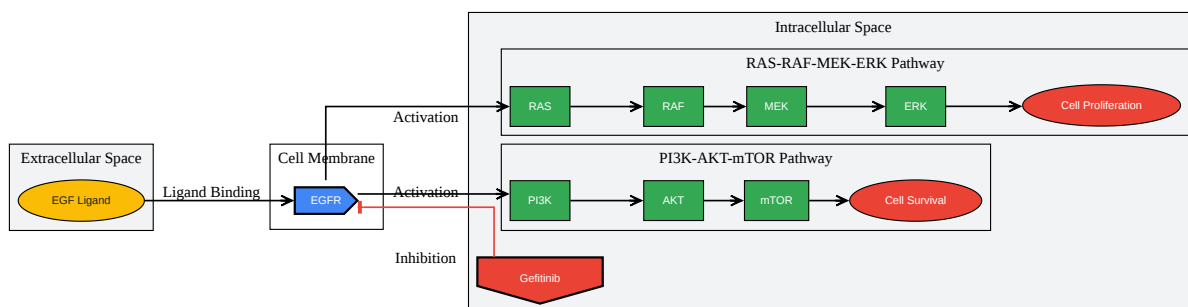 Intracellular Space
RAS-RAF-MEK-ERK Pathway
RAS
RAF
MEK
ERK
Cell Proliferation
Activation
Extracellular Space
EGF Ligand
Ligand Binding
Cell Membrane
EGFR
Activation
PI3K-AKT-mTOR Pathway
PI3K
AKT
mTOR
Cell Survival
Inhibition
Gefitinib